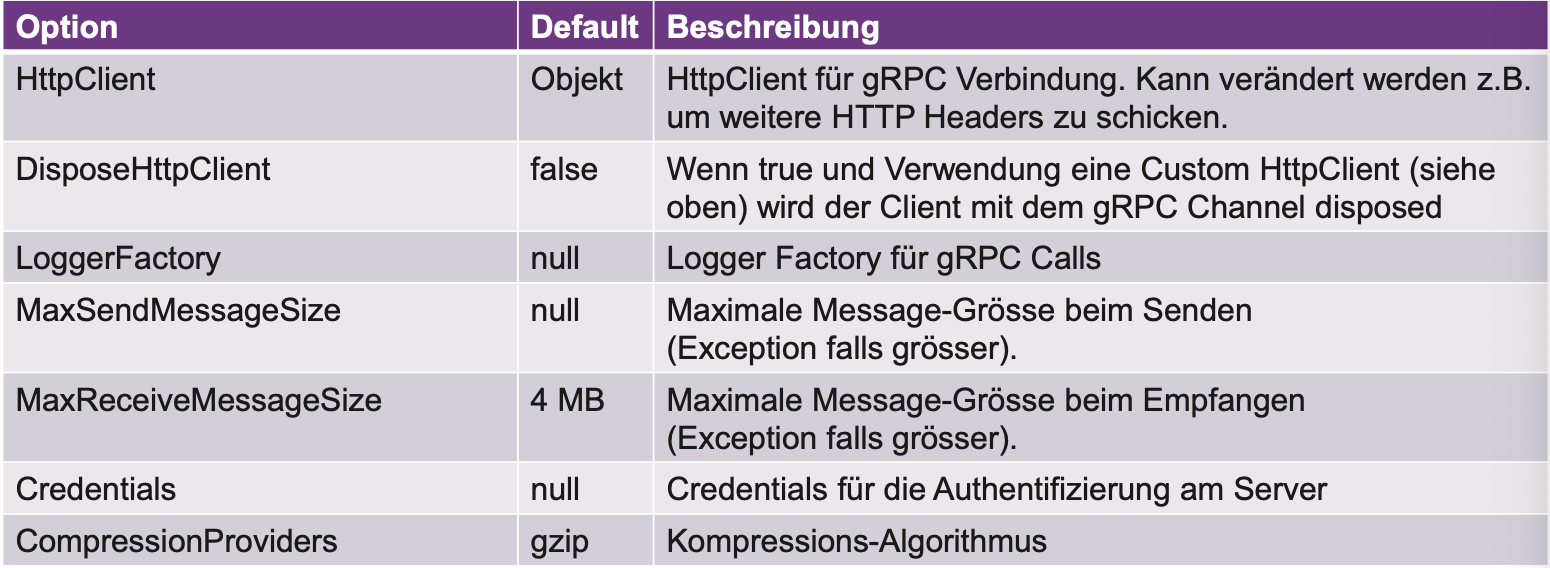 Option Default Beschreibung
HttpClient Objekt HttpClient für gRPC Verbindung. Kann verändert werden z.B.
um weitere HTTP Headers zu schicken.
DisposeHttpClient false Wenn true und Verwendung eine Custom HttpClient (siehe
oben) wird der Client mit dem gRPC Channel disposed
LoggerFactory null Logger Factory für gRPC Calls
MaxSendMessageSize null Maximale Message-Grösse beim Senden
(Exception falls grösser).
MaxReceiveMessageSize 4 MB Maximale Message-Grösse beim Empfangen
(Exception falls grösser).
Credentials null Credentials für die Authentifizierung am Server
CompressionProviders gzip Kompressions-Algorithmus